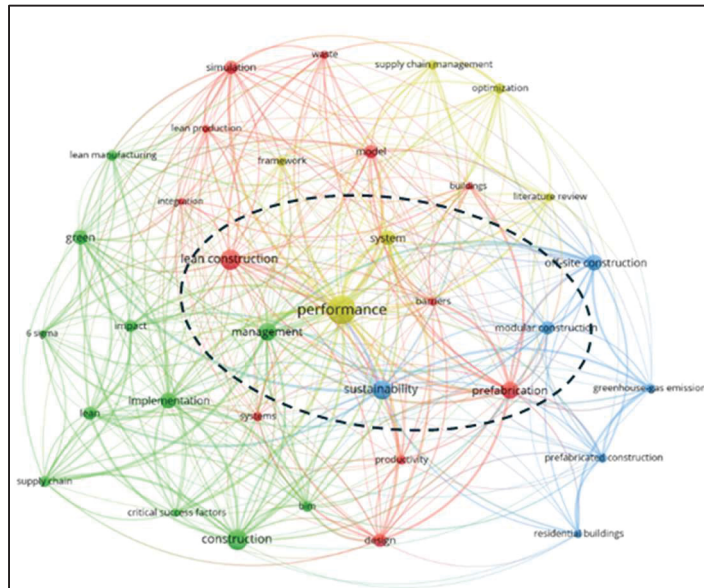 waste
simulation
supply chain management
optimization
lean production
model
lean manufacturing
framework
buildings
integration
literature review
green
system
lean construction
off-site construction
barriers
performance
6 sigma
impact
management
modular construction
sustainability
prefabrication
greenhouse-gas emission
implementation
lean
systems
productivity
prefabricated construction
supply chain
critical success factors
bim
residential buildings
construction
design